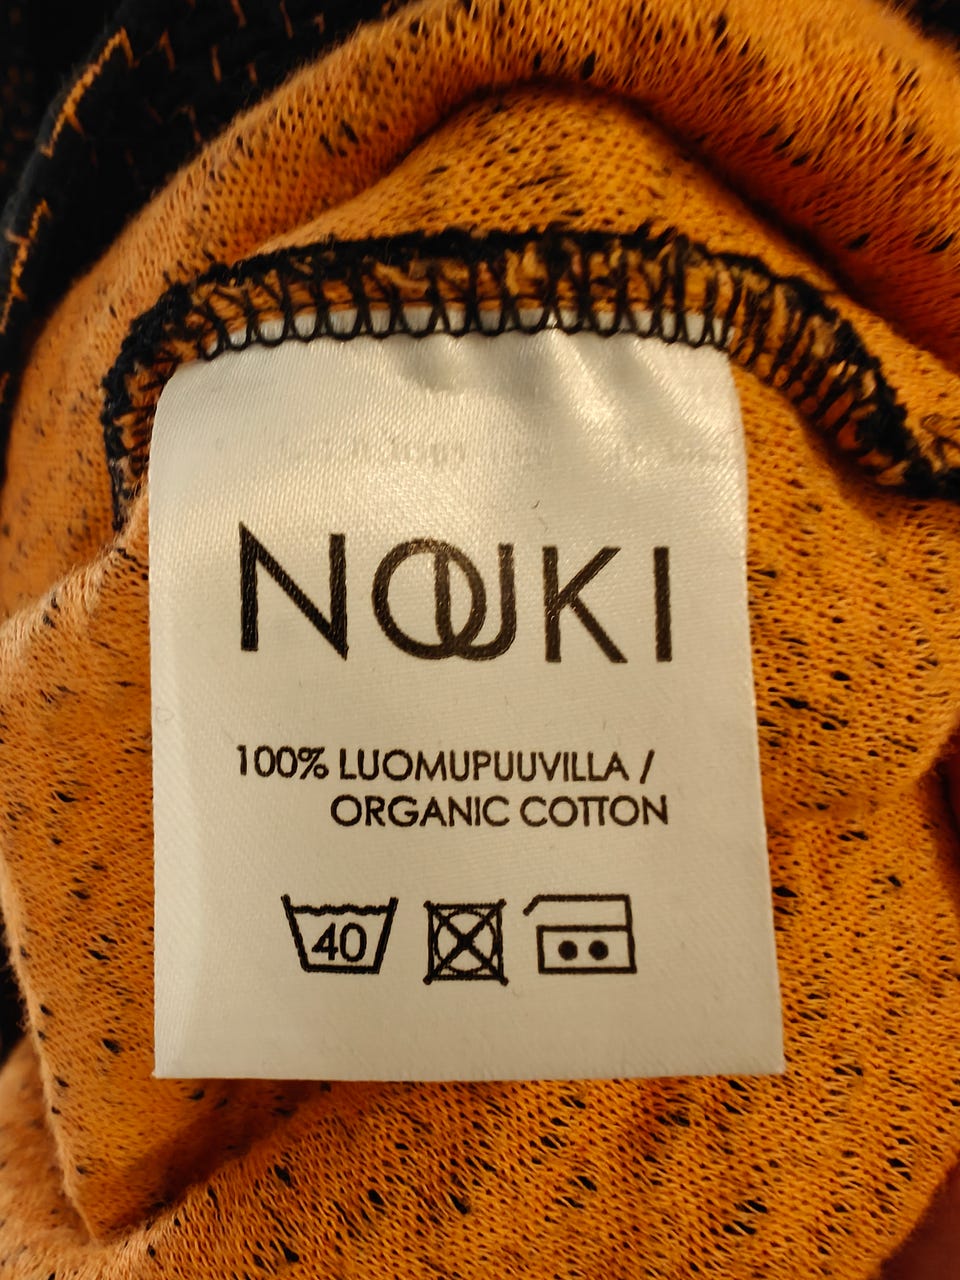 NOUKI
100% LUOMUPUUVILLA /
ORGANIC COTTON
40